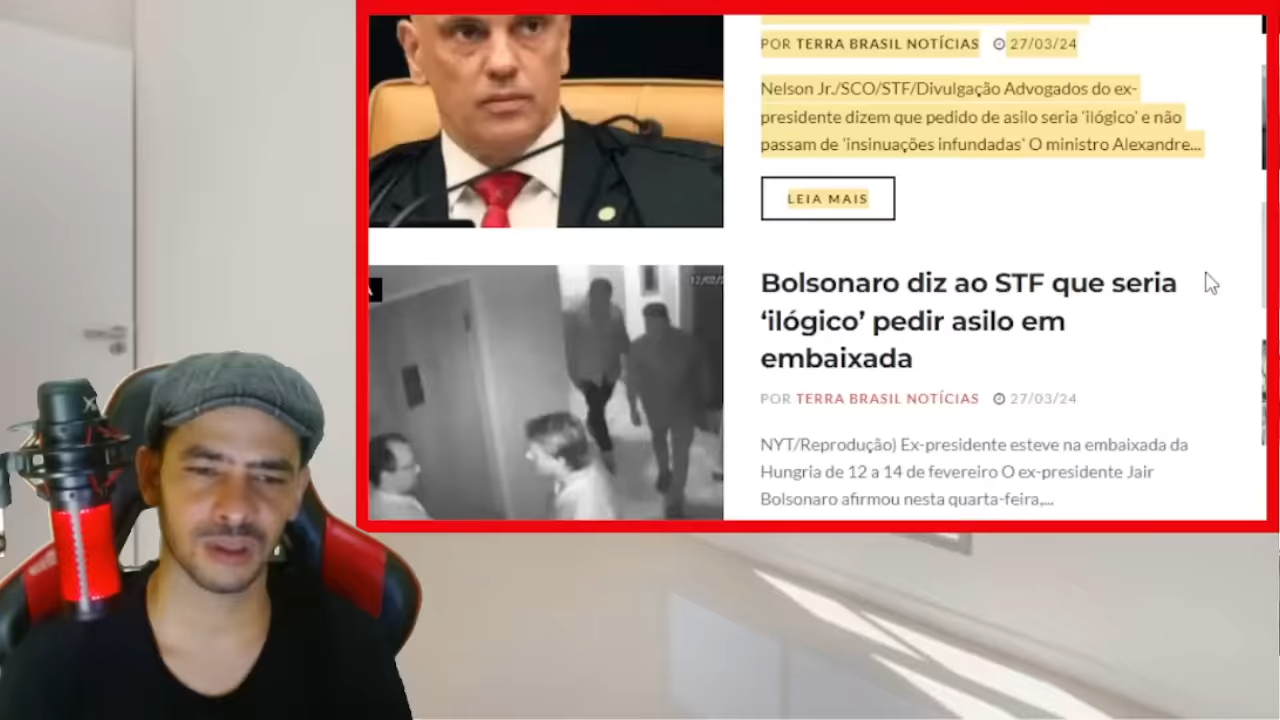 POR TERRA BRASIL NOTÍCIAS 27/03/24
Nelson Jr./SCO/STF/Divulgação Advogados do ex-
presidente dizem que pedido de asilo seria 'ilógico' e não
passam de 'insinuações infundadas' O ministro Alexandre...
LEIA MAIS
Bolsonaro diz ao STF que seria
‘ilógico’ pedir asilo em
embaixada
POR TERRA BRASIL NOTÍCIAS 27/03/24
NYT/Reprodução) Ex-presidente esteve na embaixada da
Hungria de 12 a 14 de fevereiro O ex-presidente Jair
Bolsonaro afirmou nesta quarta-feira,...